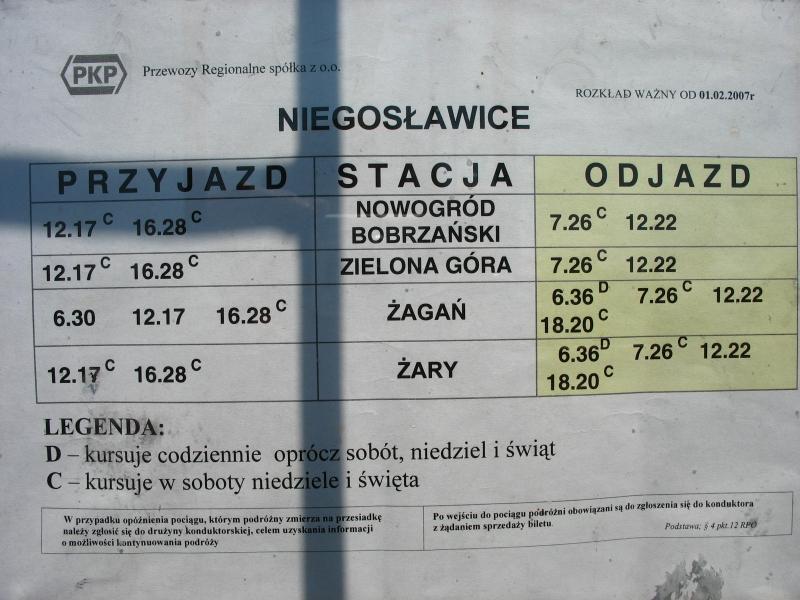 PKP Przewozy Regionalne spółka z o.o.
ROZKŁAD WAŻNY OD 01.02.2007r
NIEGOSŁAWICE
PRZYJAZD STACJA ODJAZD
12.17 C 16.28 C NOWOGRÓD BOBRZAŃSKI 7.26 C 12.22
12.17 C 16.28 C ZIELONA GÓRA 7.26 C 12.22
6.30 12.17 16.28 C ŻAGAŃ 6.36 D 7.26 C 12.22
18.20 C
12.17 C 16.28 C ŻARY 6.36 D 7.26 C 12.22
18.20 C
LEGENDA:
D – kursuje codziennie oprócz sobót, niedziel i świąt
C – kursuje w soboty niedziele i święta
W przypadku opóźnienia pociągu, którym podróżny zmierza na przesiadkę
należy zgłosić się do drużyny konduktorskiej, celem uzyskania informacji
o możliwości kontynuowania podróży
Po wejściu do pociągu podróżni obowiązani są do zgłoszenia się do konduktora
z żądaniem sprzedaży biletu.
Podstawa: § 4 pkt.12 RPO